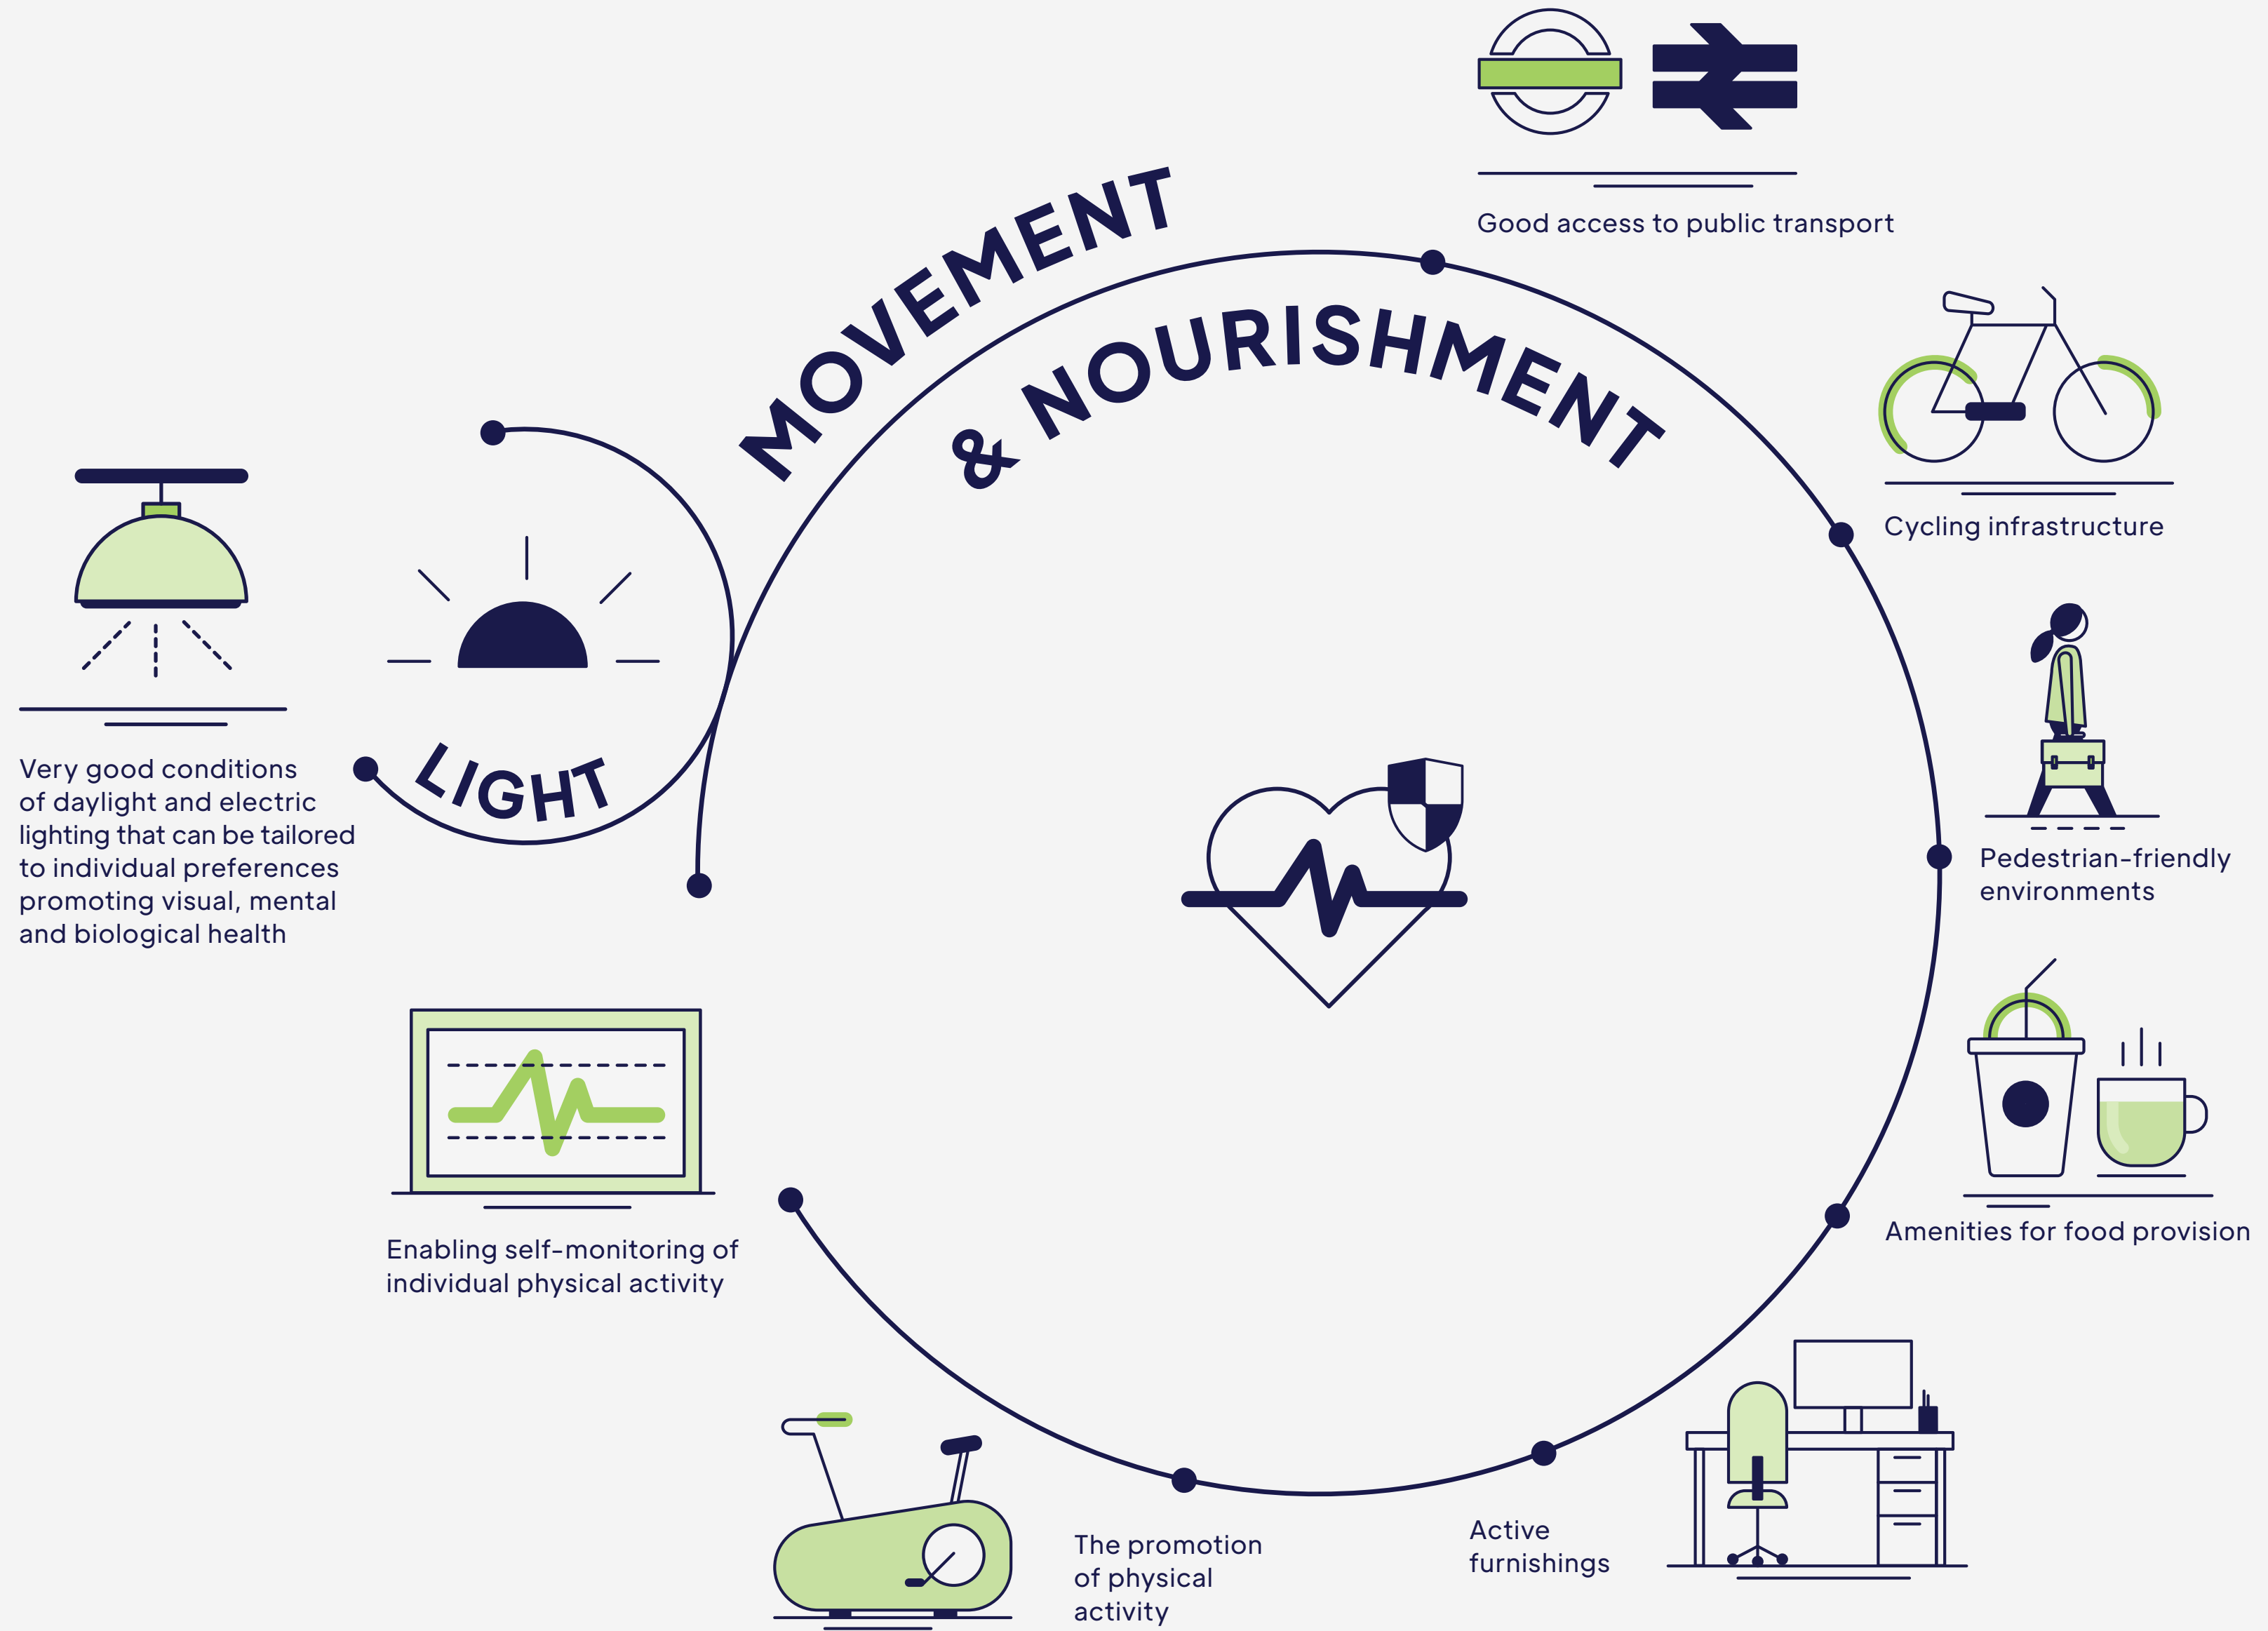 MOVEMENT
& NOURISHMENT
Good access to public transport
Cycling infrastructure
Pedestrian-friendly
environments
Amenities for food provision
Active
furnishings
The promotion
of physical
activity
Enabling self-monitoring of
individual physical activity
LIGHT
Very good conditions
of daylight and electric
lighting that can be tailored
to individual preferences
promoting visual, mental
and biological health